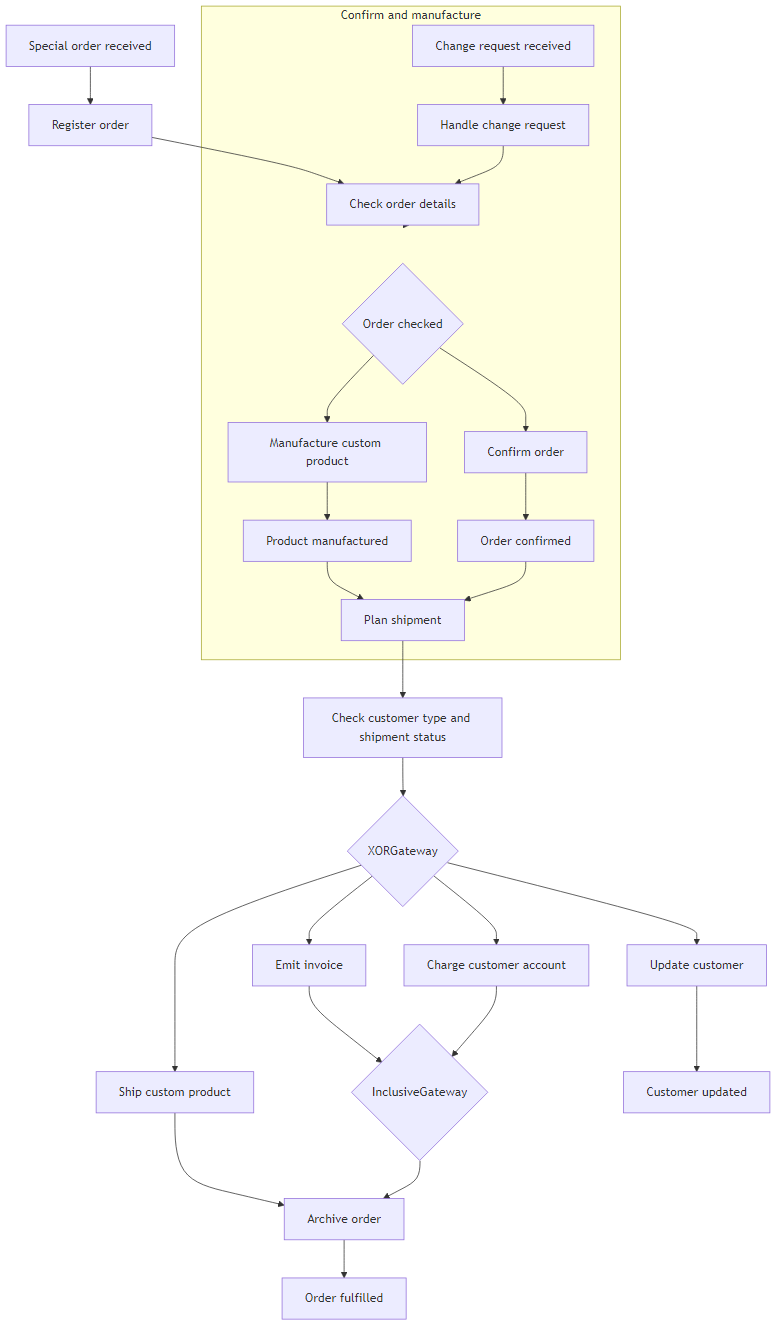 Confirm and manufacture
Special order received
Change request received
Register order
Handle change request
Check order details
Order checked
Manufacture custom
product
Confirm order
Product manufactured
Order confirmed
Plan shipment
Check customer type and
shipment status
XORGateway
Emit invoice
Charge customer account
Update customer
Ship custom product
InclusiveGateway
Customer updated
Archive order
Order fulfilled